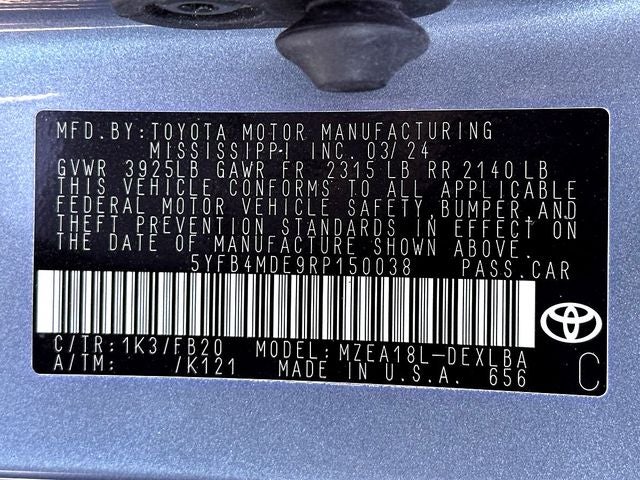 MFD.BY:TOYOTA MOTOR MANUFACTURING
MISSISSIPPI INC. 03/24
GVWR 3925LB GAWR FR 2315 LB RR 2140 LB
THIS VEHICLE CONFORMS TO ALL APPLICABLE
FEDERAL MOTOR VEHICLE SAFETY,BUMPER,AND
THEFT PREVENTION STANDARDS IN EFFECT ON
THE DATE OF MANUFACTURE SHOWN ABOVE.
5YFB4MDE9RP150038 PASS.CAR
C/TR:1K3/FB20 MODEL:MZEA18L-DEXLBA
A/TM: /K121 MADE IN U.S.A. 656
C